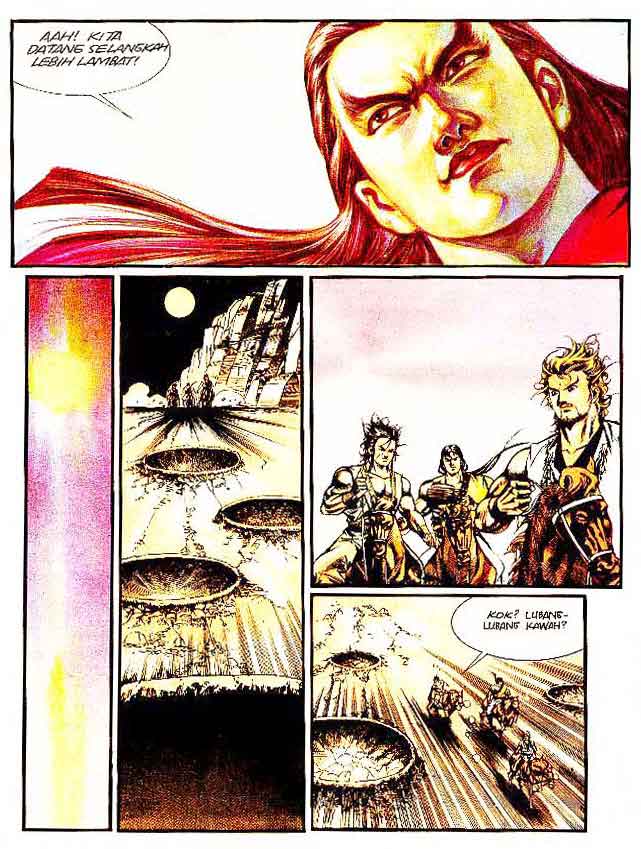 AAH! KITA
DATANG SELANGKAH
LEBIH LAMBAT!
KOK? LUBANG-
LUBANG KAWAH?